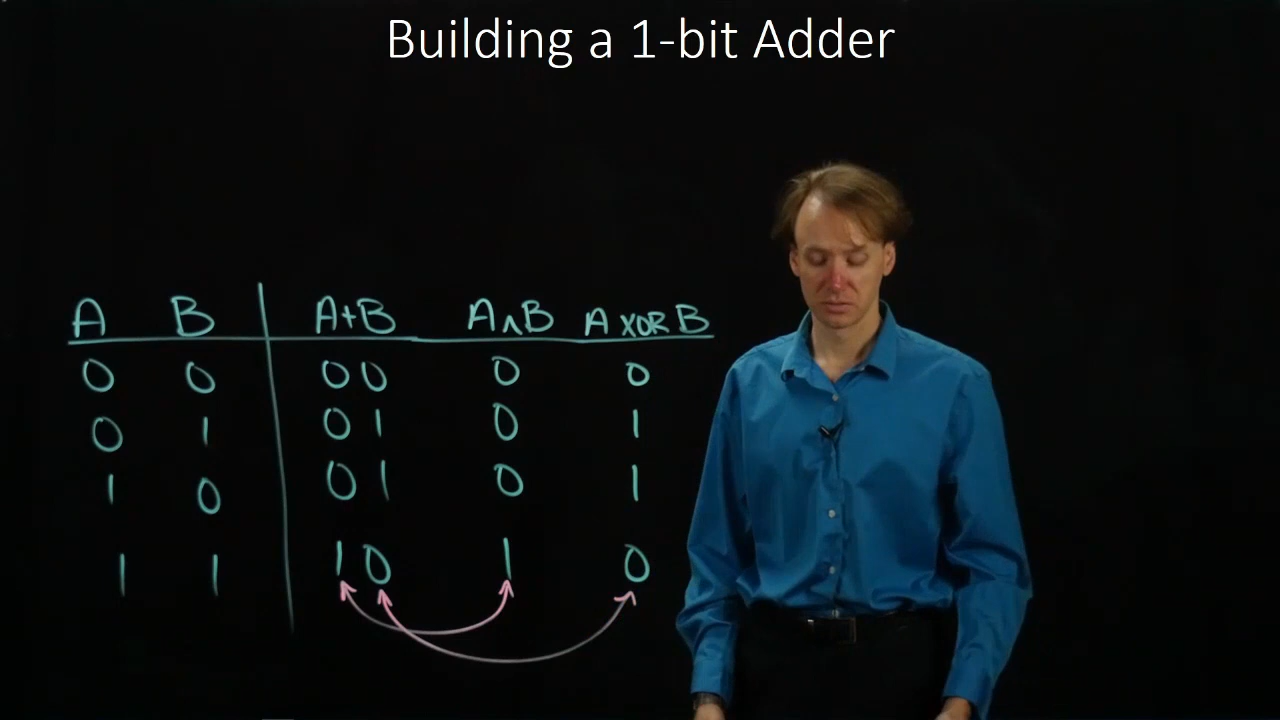 Building a 1-bit Adder
A B A+B A∧B A XOR B
0 0 00 0 0
0 1 01 0 1
1 0 01 0 1
1 1 10 1 0